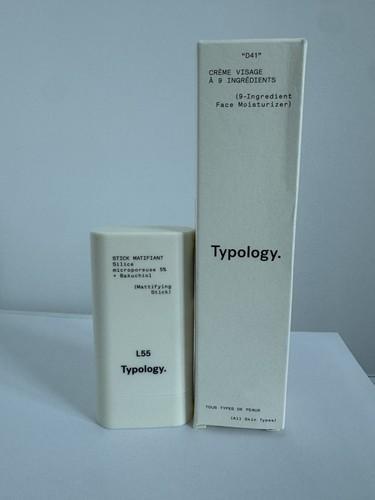 STICK MATIFIANT
Silice
microporeuse 5%
+ Bakuchiol
(Mattifying
Stick)
L55
Typology.
"D41"
CRÈME VISAGE
À 9 INGRÉDIENTS
(9-Ingredient
Face Moisturizer)
Typology.
TOUS TYPES DE PEAUX
(All Skin Types)